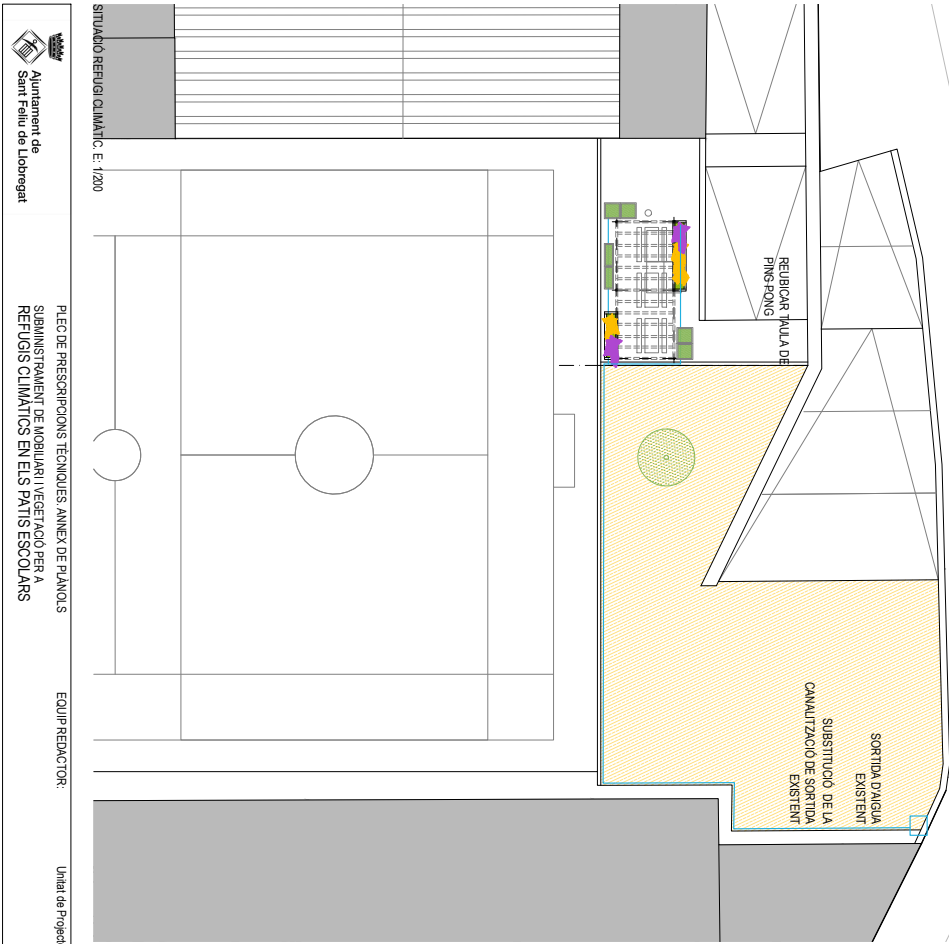 SITUACIÓ REFUGI CLIMÀTIC. E: 1/200
REUBICAR TAULA DE
PING-PONG
SORTIDA D'AIGUA
EXISTENT
SUBSTITUCIÓ DE LA
CANALITZACIÓ DE SORTIDA
EXISTENT
Ajuntament de
Sant Feliu de Llobregat
PLEC DE PRESCRIPCIONS TÈCNIQUES. ANNEX DE PLÀNOLS
SUBMINISTRAMENT DE MOBILIARI I VEGETACIÓ PER A
REFUGIS CLIMÀTICS EN ELS PATIS ESCOLARS
EQUIP REDACTOR:
Unitat de